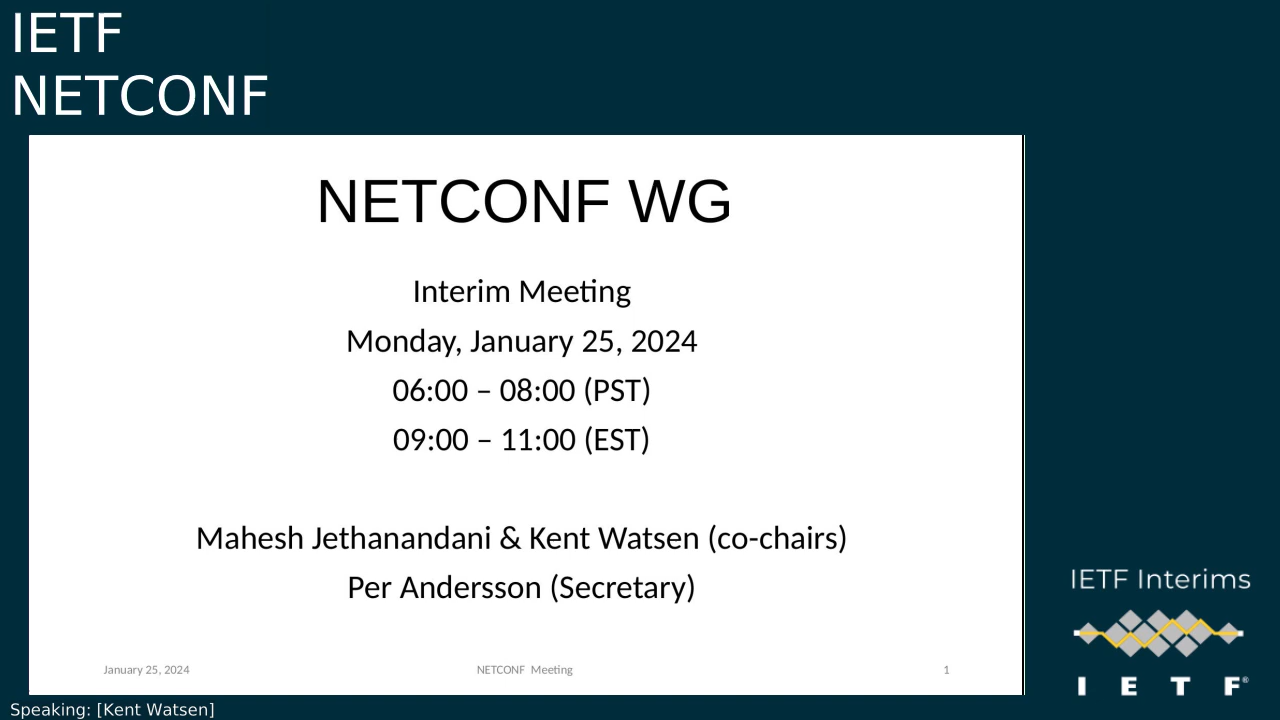 IETF
NETCONF
NETCONF WG
Interim Meeting
Monday, January 25, 2024
06:00 – 08:00 (PST)
09:00 – 11:00 (EST)
Mahesh Jethanandani & Kent Watsen (co-chairs)
Per Andersson (Secretary)
January 25, 2024
NETCONF  Meeting
1
IETF Interims
I E T F®
Speaking: [Kent Watsen]